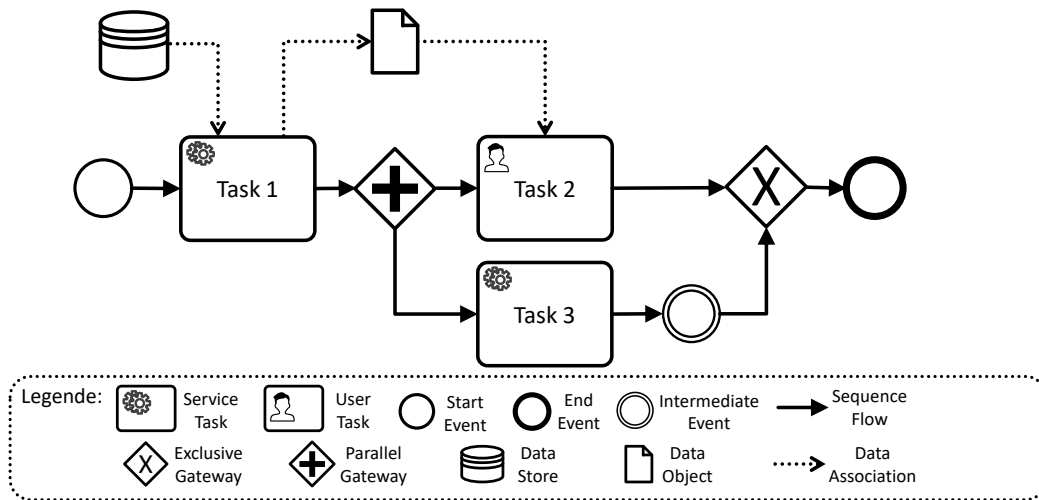 Task 1
Task 2
X
Task 3
Legende:
Service
Task
User
Task
Start
Event
End
Event
Intermediate
Event
Sequence
Flow
X
Exclusive
Gateway
Parallel
Gateway
Data
Store
Data
Object
Data
Association